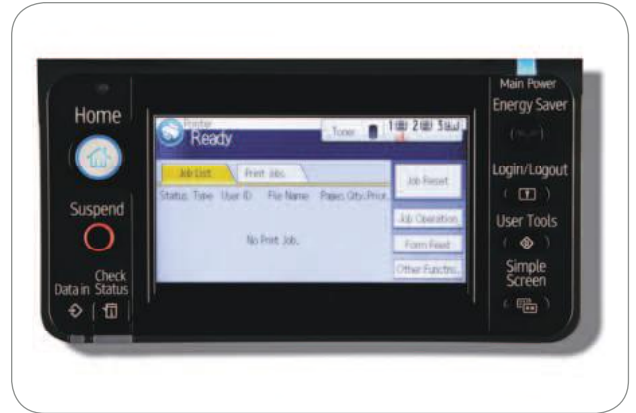 Main Power
Energy Saver
Home
Printer
Ready
Toner
1 2 3
Job List
Print Jobs
Job Reset
Login/Logout
Status Type User ID File Name Pages Qty. Prior.
Suspend
Job Operation
User Tools
No Print Job.
Form Feed
Simple
Screen
Other Functns.
Check
Data in Status